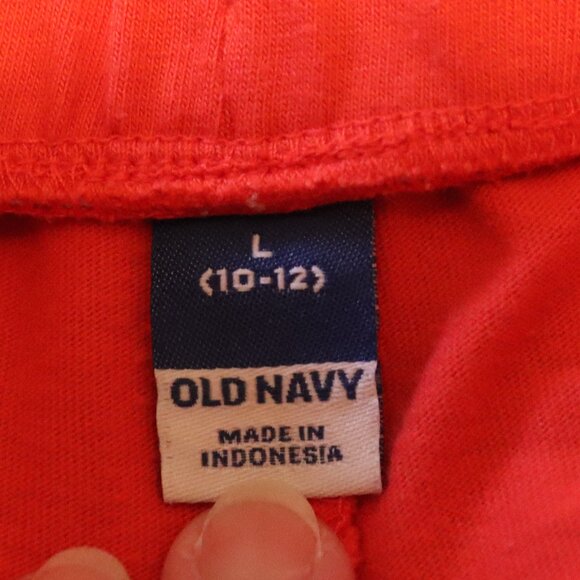 L
(10-12)
OLD NAVY
MADE IN
INDONESIA